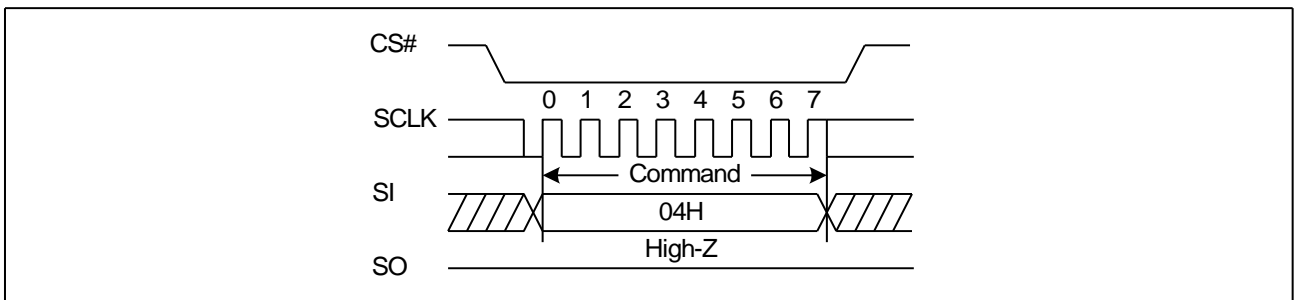 CS#
0 1 2 3 4 5 6 7
SCLK
Command
SI
04H
High-Z
SO